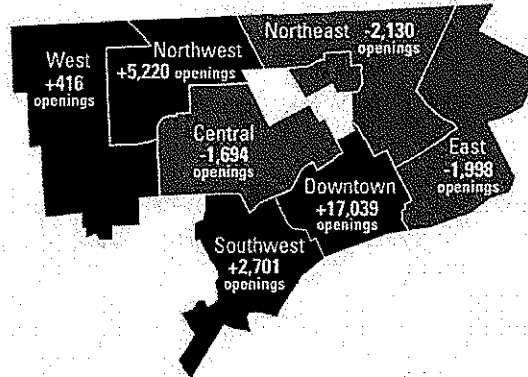 West
+416
openings
Northwest
+5,220 openings
Northeast -2,130
openings
Central
-1,694
openings
East
-1,998
openings
Downtown
+17,039
openings
Southwest
+2,701
openings